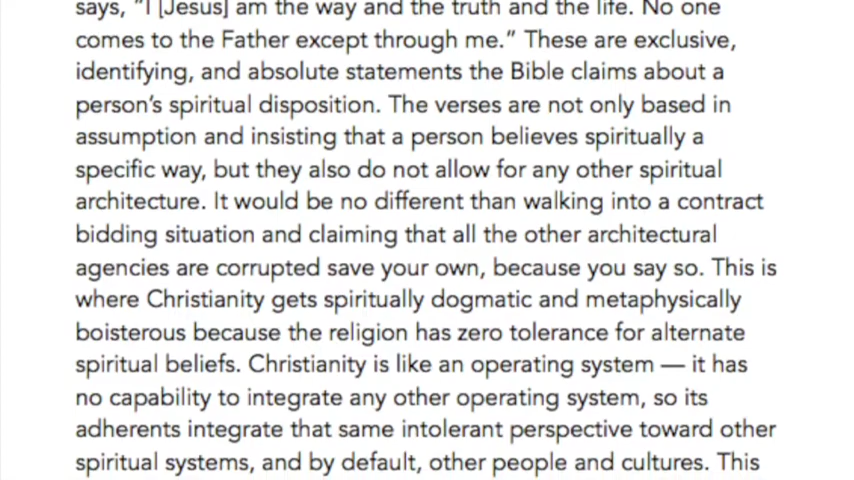 says, "I [Jesus] am the way and the truth and the life. No one
comes to the Father except through me." These are exclusive,
identifying, and absolute statements the Bible claims about a
person's spiritual disposition. The verses are not only based in
assumption and insisting that a person believes spiritually a
specific way, but they also do not allow for any other spiritual
architecture. It would be no different than walking into a contract
bidding situation and claiming that all the other architectural
agencies are corrupted save your own, because you say so. This is
where Christianity gets spiritually dogmatic and metaphysically
boisterous because the religion has zero tolerance for alternate
spiritual beliefs. Christianity is like an operating system — it has
no capability to integrate any other operating system, so its
adherents integrate that same intolerant perspective toward other
spiritual systems, and by default, other people and cultures. This